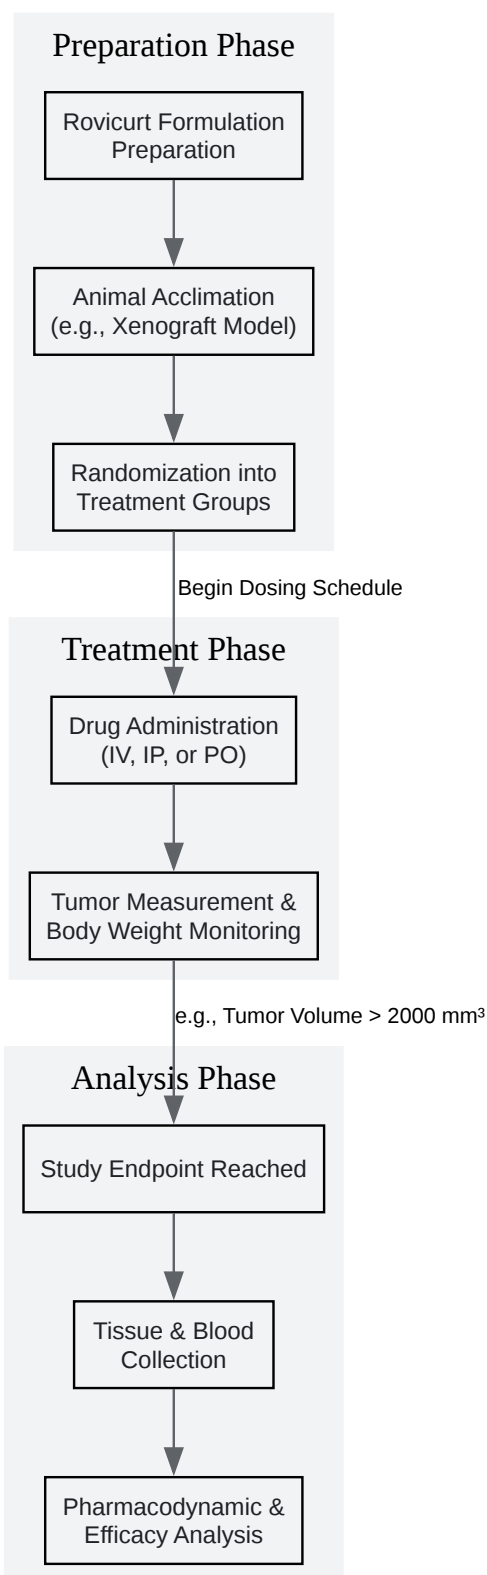 Preparation Phase
Rovicurt Formulation
Preparation
Animal Acclimation
(e.g., Xenograft Model)
Randomization into
Treatment Groups
Begin Dosing Schedule
Treatment Phase
Drug Administration
(IV, IP, or PO)
Tumor Measurement &
Body Weight Monitoring
e.g., Tumor Volume > 2000 mm³
Analysis Phase
Study Endpoint Reached
Tissue & Blood
Collection
Pharmacodynamic &
Efficacy Analysis